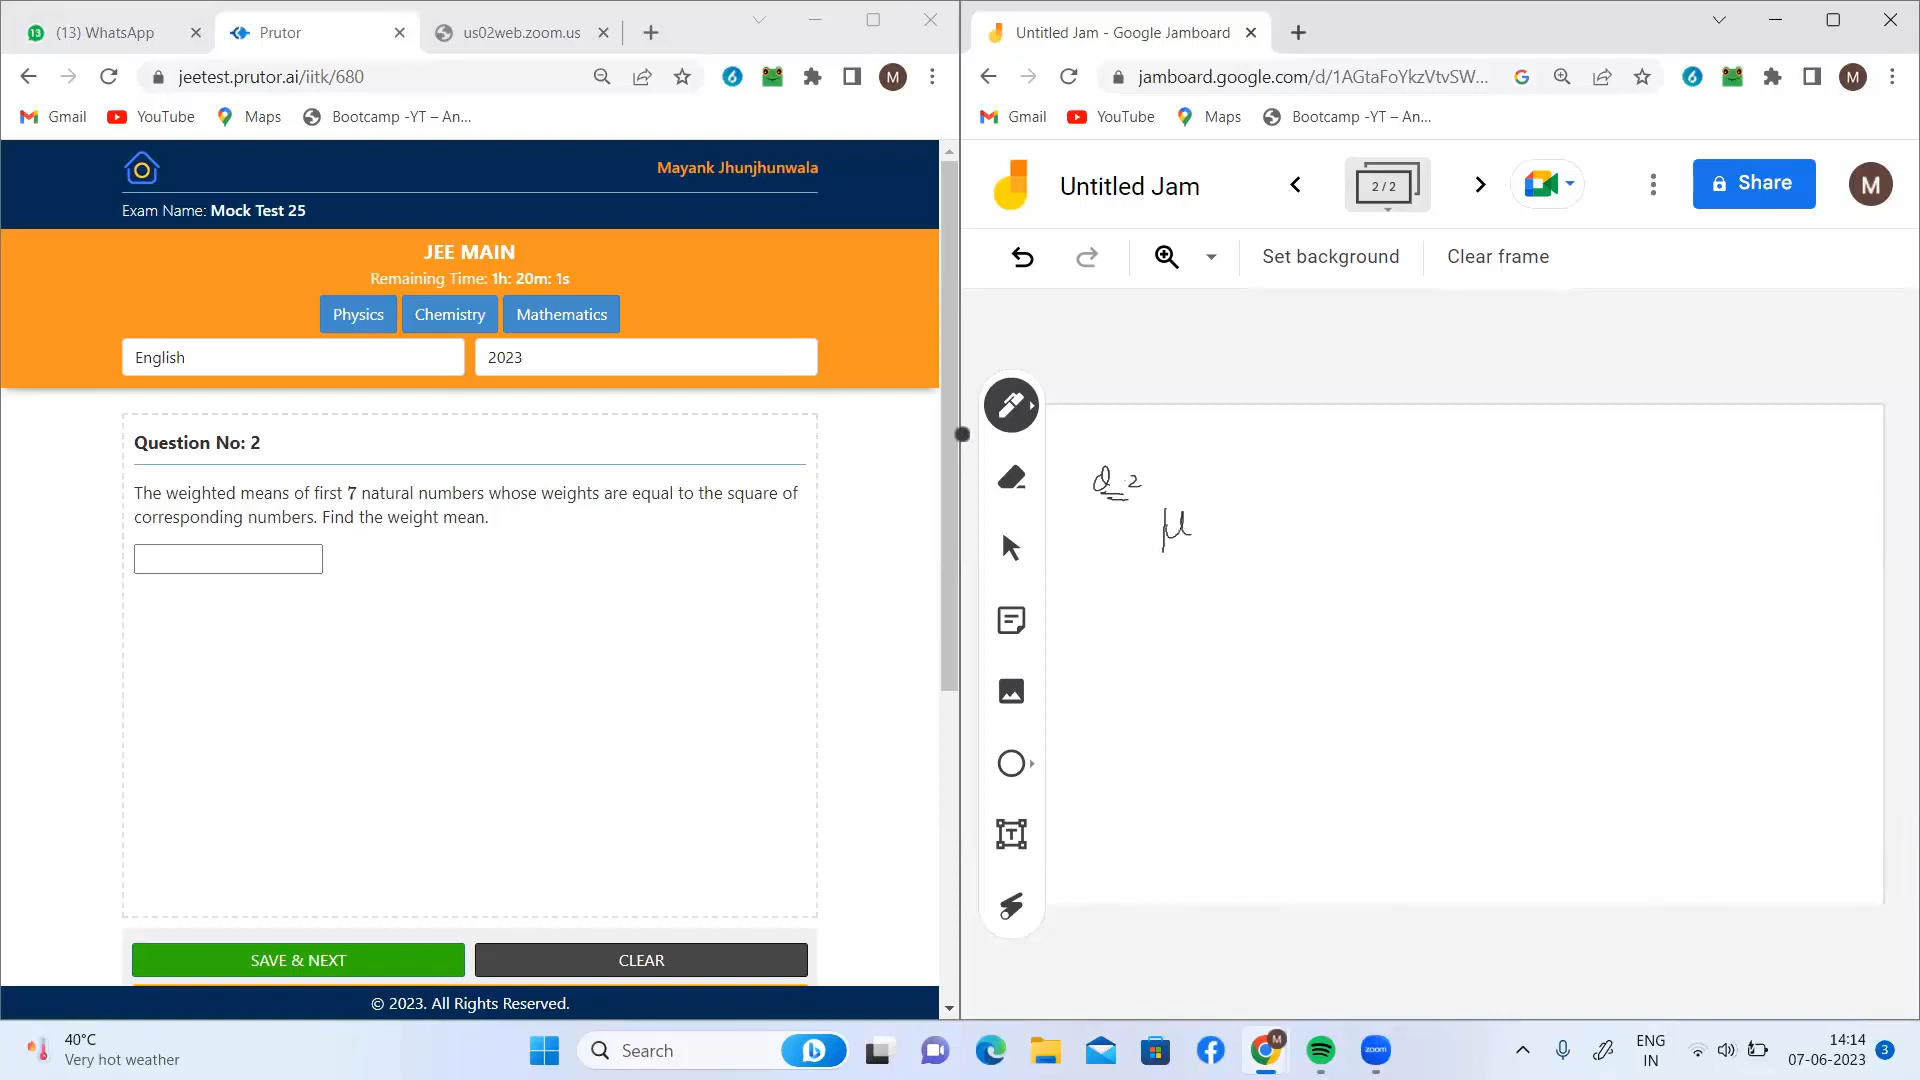 (13) WhatsApp
Prutor
us02web.zoom.us
jeetest.prutor.ai/iitk/680
M
Gmail
YouTube
Maps
Bootcamp -YT – An...
Mayank Jhunjhunwala
Exam Name: Mock Test 25
JEE MAIN
Remaining Time: 1h: 20m: 1s
Physics
Chemistry
Mathematics
English
2023
Question No: 2
The weighted means of first 7 natural numbers whose weights are equal to the square of
corresponding numbers. Find the weight mean.
SAVE & NEXT
CLEAR
© 2023. All Rights Reserved.
Untitled Jam - Google Jamboard
jamboard.google.com/d/1AGtaFoYkzVtvSW...
M
Gmail
YouTube
Maps
Bootcamp -YT – An...
Untitled Jam
2 / 2
Share
M
Set background
Clear frame
Q.2
μ
40°C
Very hot weather
Search
zoom
ENG
IN
14:14
07-06-2023
3